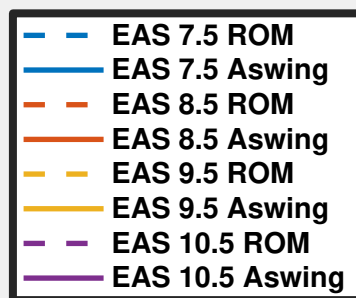 EAS 7.5 ROM
EAS 7.5 Aswing
EAS 8.5 ROM
EAS 8.5 Aswing
EAS 9.5 ROM
EAS 9.5 Aswing
EAS 10.5 ROM
EAS 10.5 Aswing